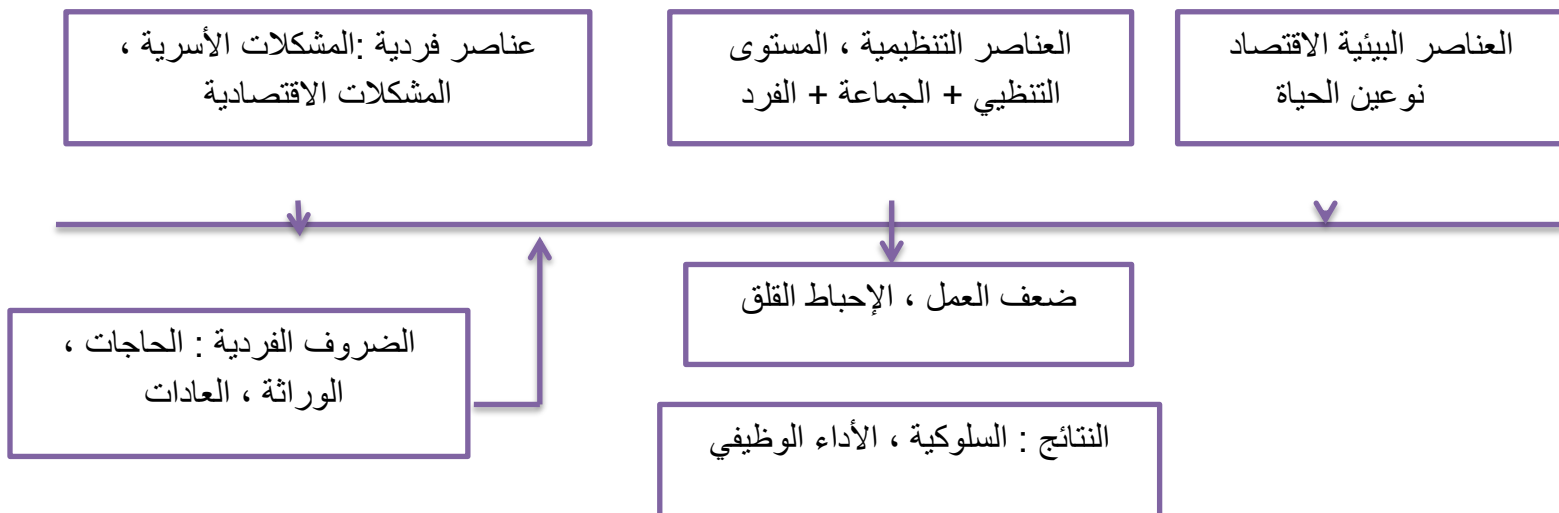 العناصر البيئية الاقتصاد
نوعين الحياة
العناصر التنظيمية ، المستوى
التنظيي + الجماعة + الفرد
عناصر فردية :المشكلات الأسرية ،
المشكلات الاقتصادية
ضعف العمل ، الإحباط القلق
الضروف الفردية : الحاجات ،
الوراثة ، العادات
النتائج : السلوكية ، الأداء الوظيفي